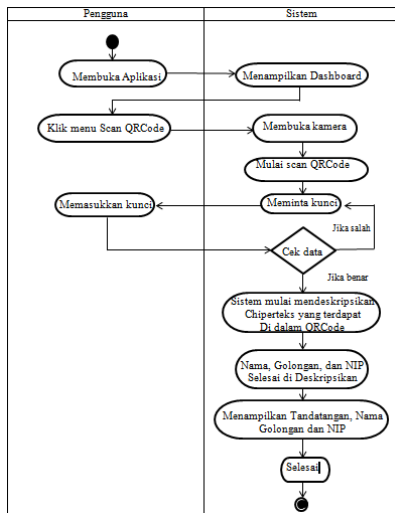 Pengguna
Sistem
Membuka Aplikasi
Menampilkan Dashboard
Klik menu Scan QRCode
Membuka kamera
Mulai scan QRCode
Memasukkan kunci
Meminta kunci
Jika salah
Cek data
Jika benar
Sistem mulai mendeskripsikan
Chiperteks yang terdapat
Di dalam QRCode
Nama, Golongan, dan NIP
Selesai di Deskripsikan
Menampilkan Tandatangan, Nama
Golongan dan NIP
Selesai